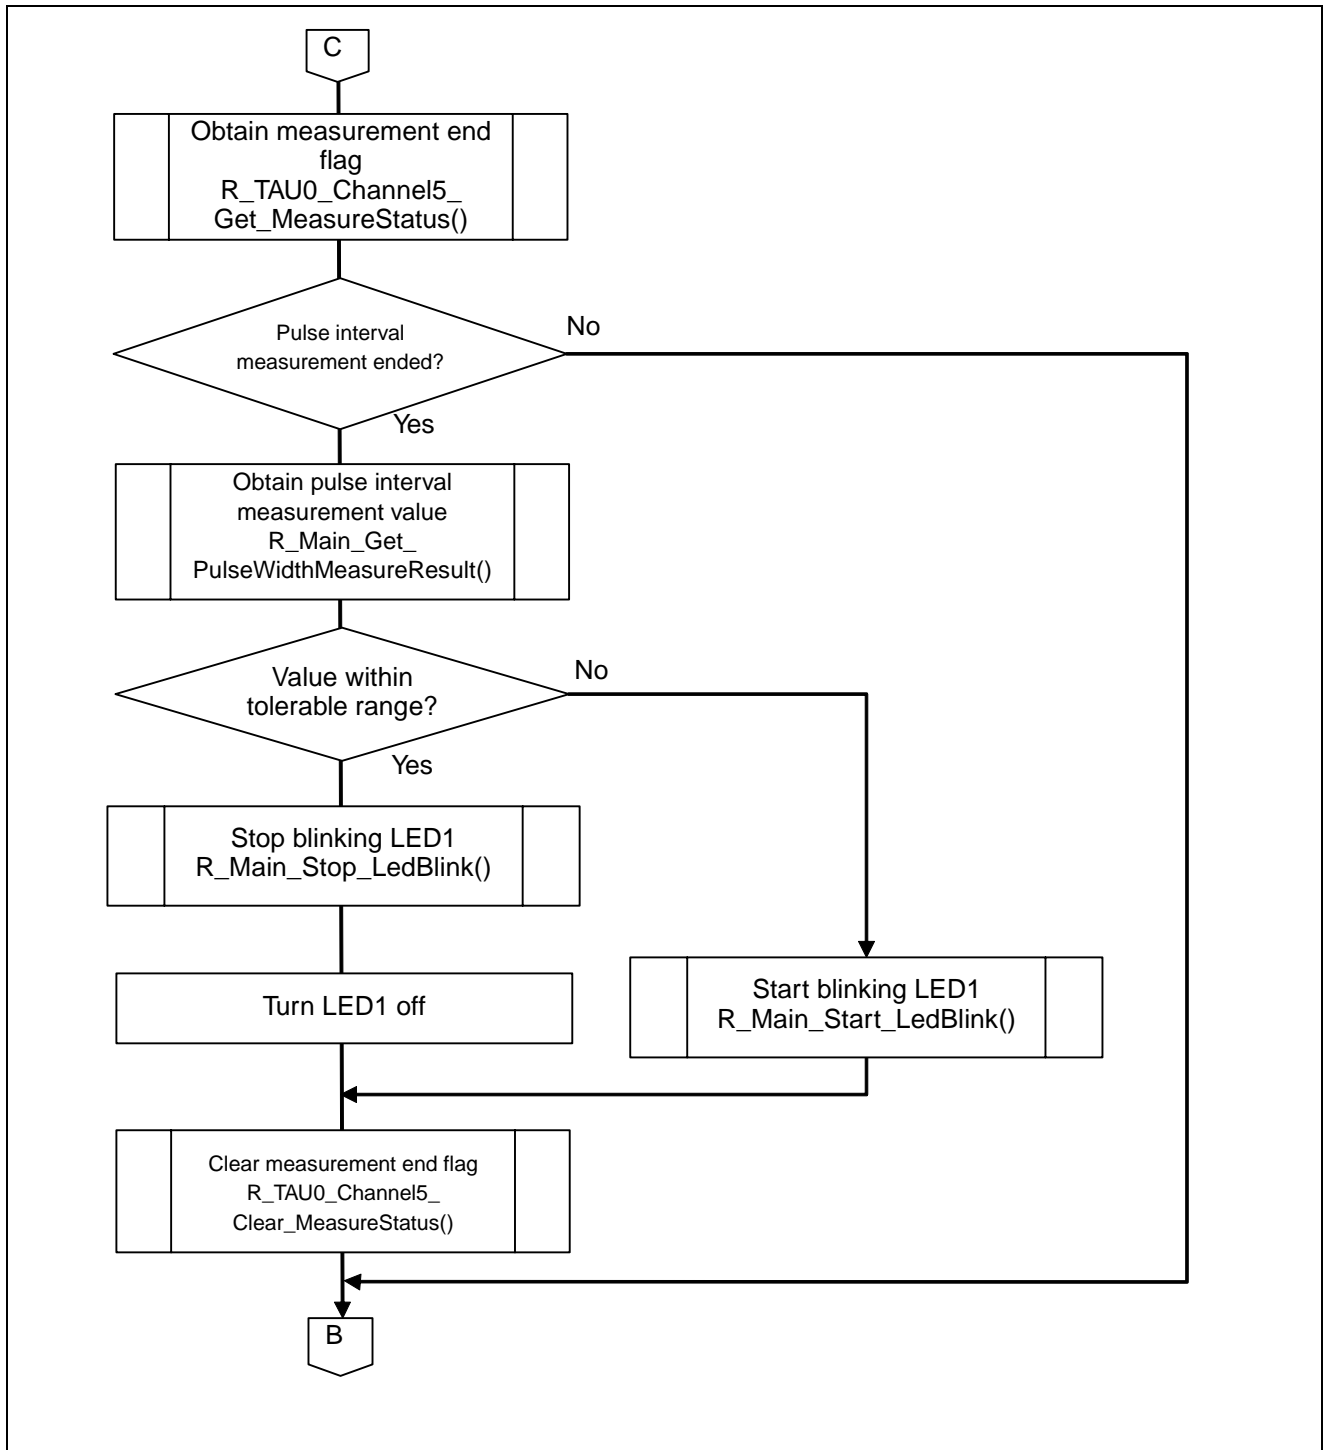 C
Obtain measurement end
flag
R_TAU0_Channel5_
Get_MeasureStatus()
Pulse interval
measurement ended?
No
Yes
Obtain pulse interval
measurement value
R_Main_Get_
PulseWidthMeasureResult()
Value within
tolerable range?
No
Yes
Stop blinking LED1
R_Main_Stop_LedBlink()
Turn LED1 off
Start blinking LED1
R_Main_Start_LedBlink()
Clear measurement end flag
R_TAU0_Channel5_
Clear_MeasureStatus()
B